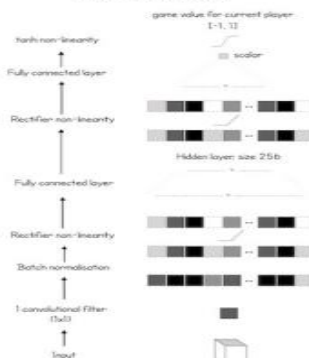 game value for current player
[-1, 1]
tanh non-linearity
scalar
Fully connected layer
Rectifier non-linearity
Hidden layer: size 256
Fully connected layer
Rectifier non-linearity
Batch normalisation
1 convolutional filter
(1x1)
Input